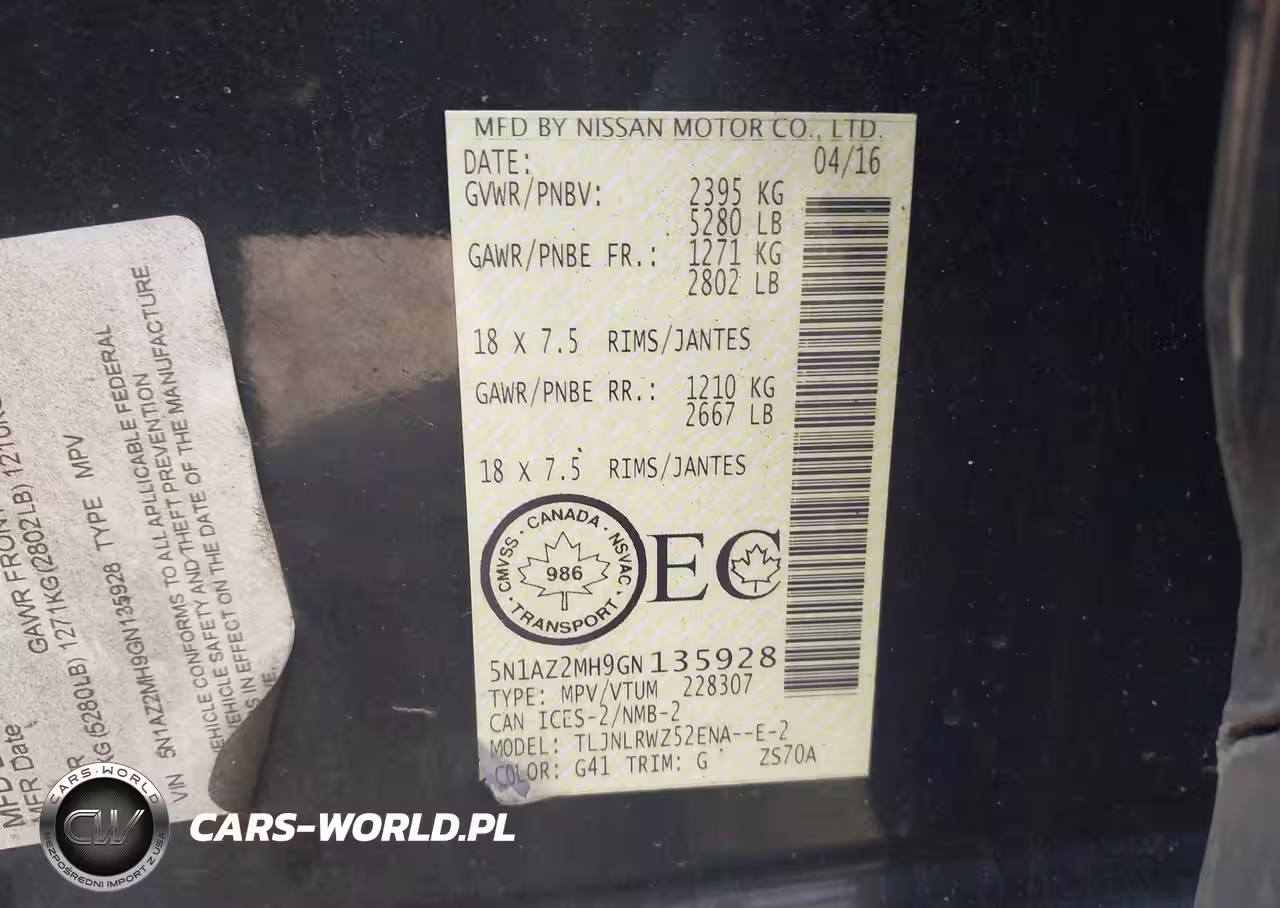 MFD BY NISSAN MOTOR CO., LTD.
DATE: 04/16
GVWR/PNBV: 2395 KG
5280 LB
GAWR/PNBE FR.: 1271 KG
2802 LB
18 X 7.5 RIMS/JANTES
GAWR/PNBE RR.: 1210 KG
2667 LB
18 X 7.5 RIMS/JANTES
CANADA · NSVAC · TRANSPORT · CMVSS ·
986
EC
5N1AZ2MH9GN135928
TYPE: MPV/VTUM 228307
CAN ICES-2/NMB-2
MODEL: TLJNLRWZ52ENA--E-2
COLOR: G41 TRIM: G ZS70A
MFD
MFR Date
GAWR FRONT
(5280LB) 1271KG(2802LB)
VIN 5N1AZ2MH9GN135928 TYPE MPV
VEHICLE CONFORMS TO ALL APLLICABLE FEDERAL
VEHICLE SAFETY AND THEFT PREVENTION
S IN EFFECT ON THE DATE OF THE MANUFACTURE
CARS-WORLD
CW
BEZPOŚREDNI IMPORT Z USA
CARS-WORLD.PL